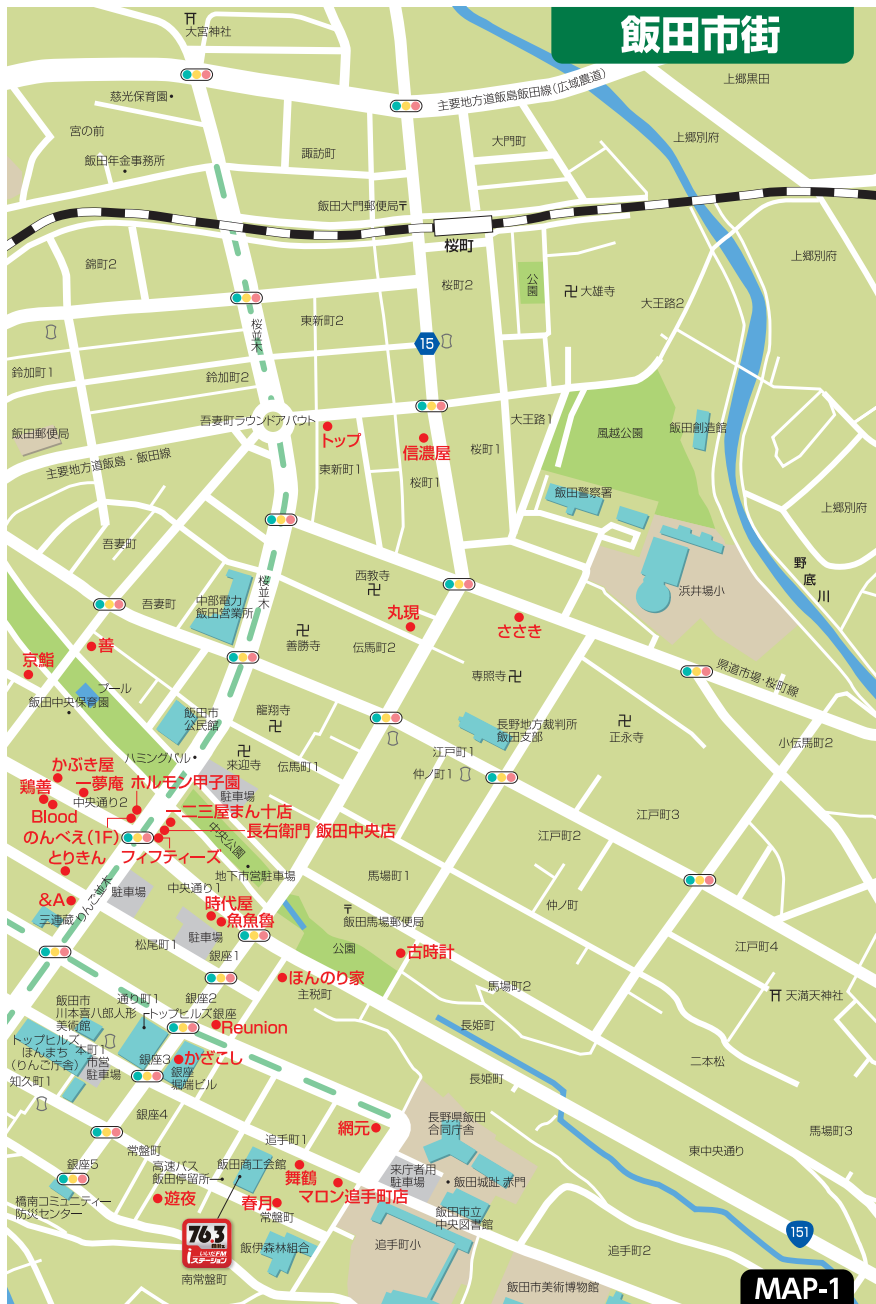 飯田市街
大宮神社
慈光保育園
主要地方道飯島飯田線（広域農道）
上郷黒田
宮の前
諏訪町
大門町
上郷別府
飯田年金事務所
飯田大門郵便局〒
桜町
上郷別府
錦町2
桜町2
公園
卍大雄寺
大王路2
桜並木
東新町2
15
鈴加町1
鈴加町2
吾妻町ラウンドアバウト
大王路1
トップ
信濃屋
飯田郵便局
風越公園
飯田創造館
主要地方道飯島・飯田線
東新町1
桜町1
桜町1
飯田警察署
上郷別府
吾妻町
野底川
西教寺
卍
桜並木
浜井場小
吾妻町
中部電力
飯田営業所
丸現
ささき
卍
善勝寺
伝馬町2
善
京鮨
県道市場・桜町線
専照寺卍
プール
飯田中央保育園
飯田市
公民館
龍翔寺
卍
長野地方裁判所
飯田支部
卍
正永寺
小伝馬町2
ハミングパル
卍
来迎寺
伝馬町1
江戸町1
仲ノ町1
かぶき屋
一夢庵
ホルモン甲子園
駐車場
鶏善
中央通り2
Blood
一二三屋まん十店
江戸町3
のんべえ（1F）
長右衛門 飯田中央店
江戸町2
とりきん
フィフティーズ
中央公園
地下市営駐車場
馬場町1
&A
りんご並木
駐車場
中央通り1
時代屋
魚魚魯
仲ノ町
三連蔵
〒
飯田馬場郵便局
松尾町1
駐車場
銀座1
公園
古時計
江戸町4
ほんのり家
馬場町2
主税町
飯田市
川本喜八郎人形
美術館
通り町1
銀座2
トップヒルズ銀座
天満天神社
Reunion
長姫町
トップヒルズ
ほんまち
（りんご庁舎）
本町1
市営
駐車場
銀座3
かざこし
銀座
堀端ビル
二本松
知久町1
長姫町
銀座4
網元
長野県飯田
合同庁舎
馬場町3
追手町1
常盤町
東中央通り
銀座5
高速バス
飯田停留所
飯田商工会館
舞鶴
来庁者用
駐車場
飯田城趾 赤門
マロン追手町店
橋南コミュニティー
防災センター
遊夜
春月
常盤町
飯田市立
中央図書館
76.3
MHz
いいだFM
iステーション
飯伊森林組合
追手町小
追手町2
151
南常盤町
飯田市美術博物館
MAP-1